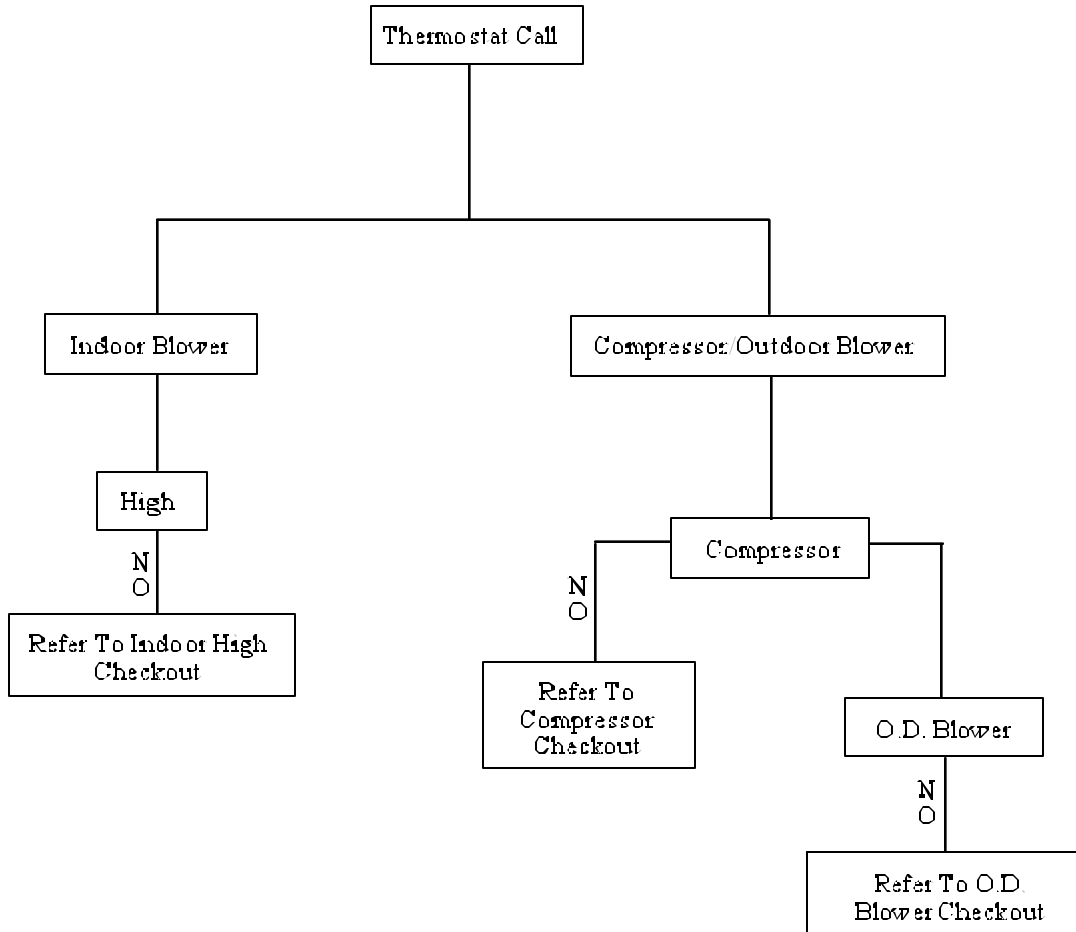 Thermostat Call
Indoor Blower
Compressor/Outdoor Blower
High
Compressor
N
O
N
O
Refer To Indoor High
Checkout
Refer To
Compressor
Checkout
O.D. Blower
N
O
Refer To O.D.
Blower Checkout